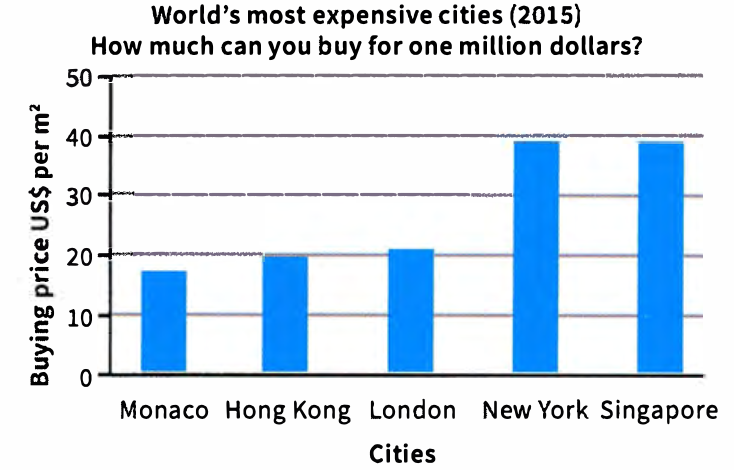 World’s most expensive cities (2015)
How much can you buy for one million dollars?
Buying price US$ per m²
50
40
30
20
10
0
Monaco Hong Kong London New York Singapore
Cities